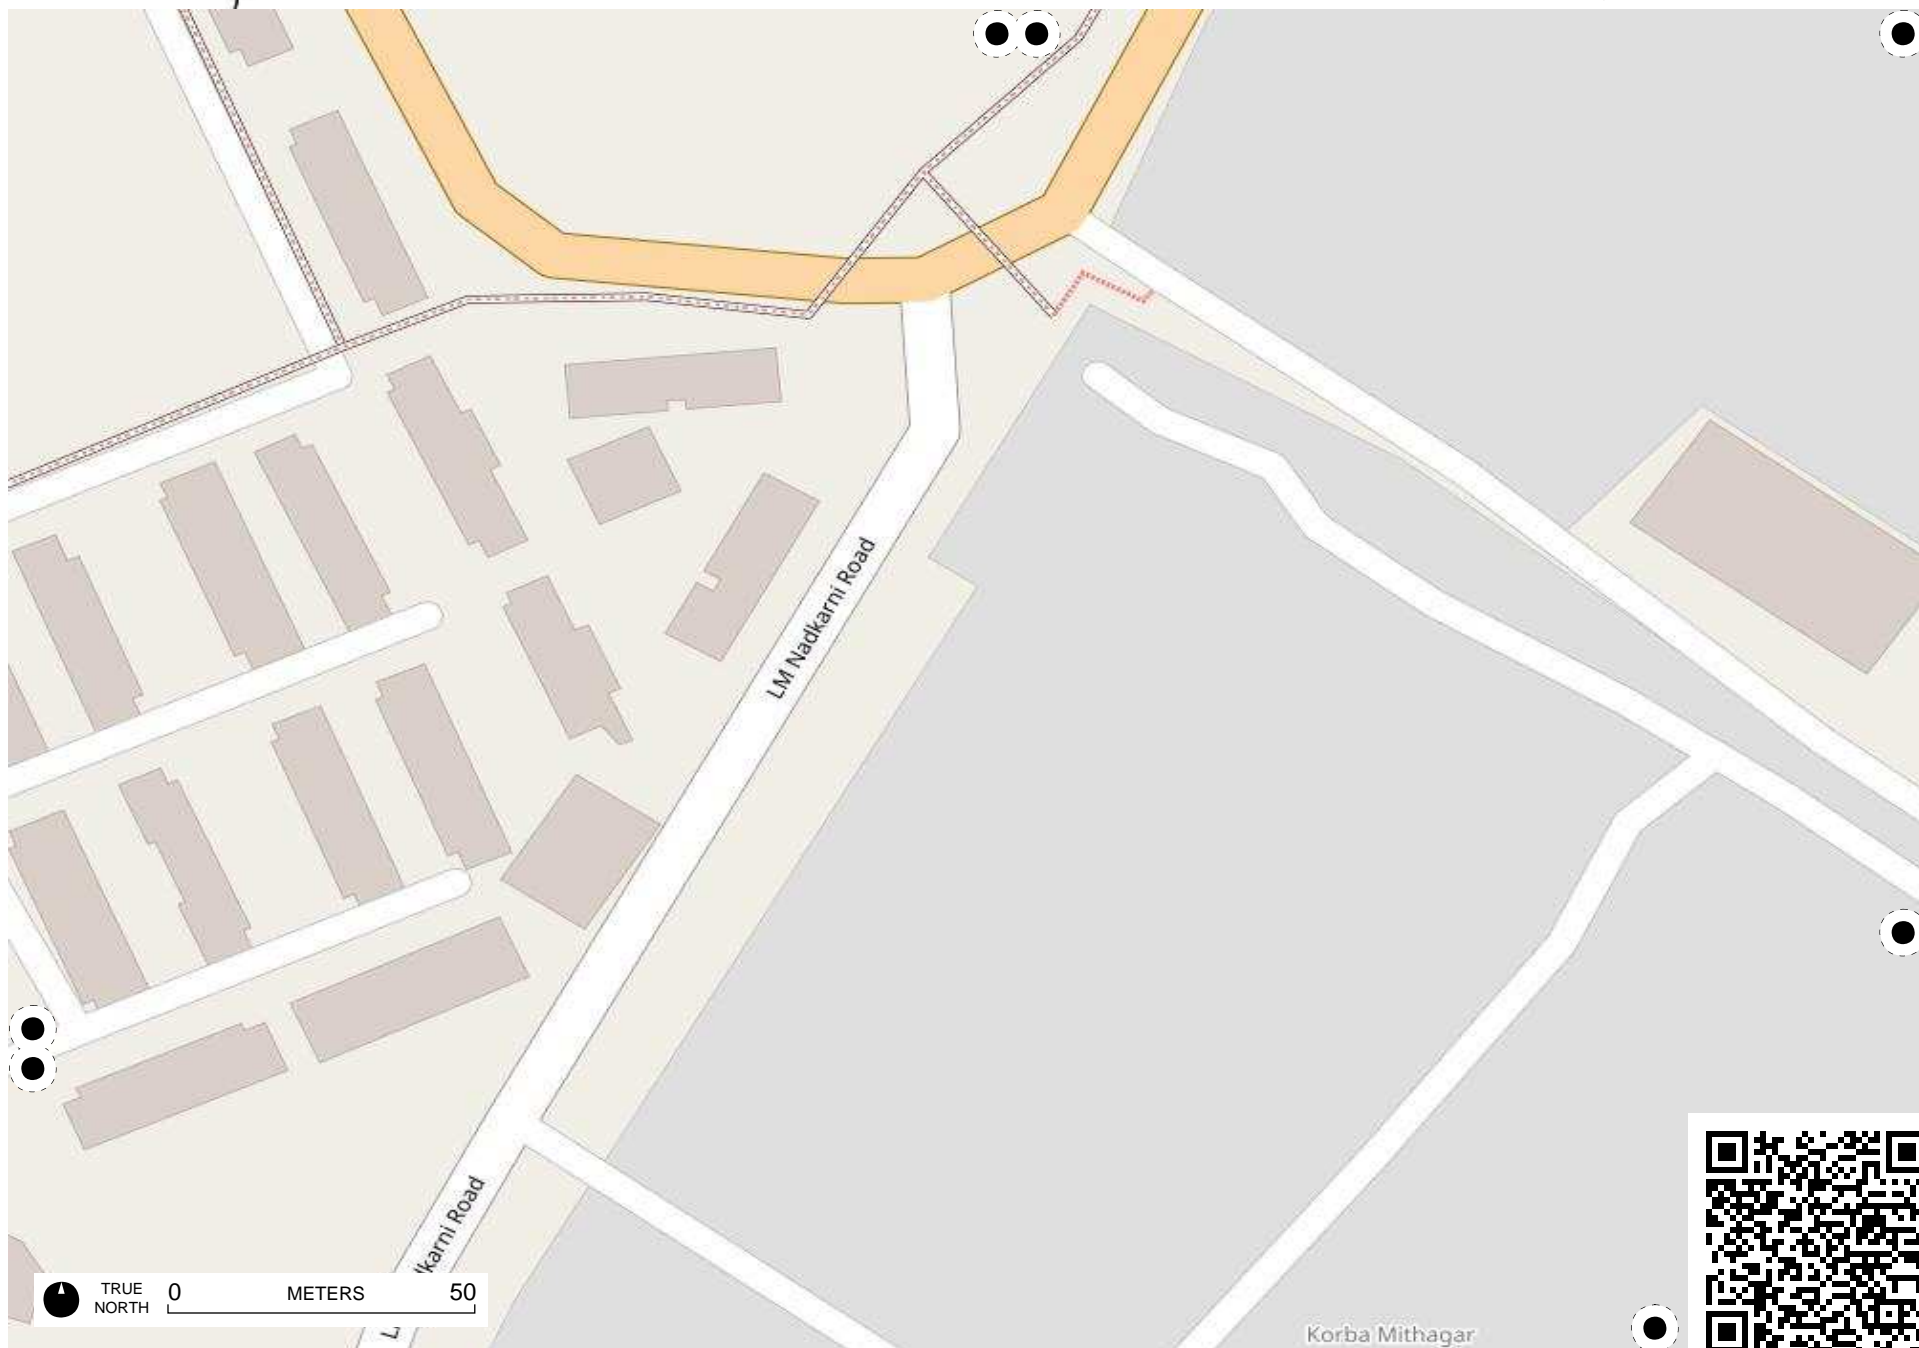 LM Nadkarni Road
karni Road
TRUE
NORTH
0 METERS 50
Korba Mithagar